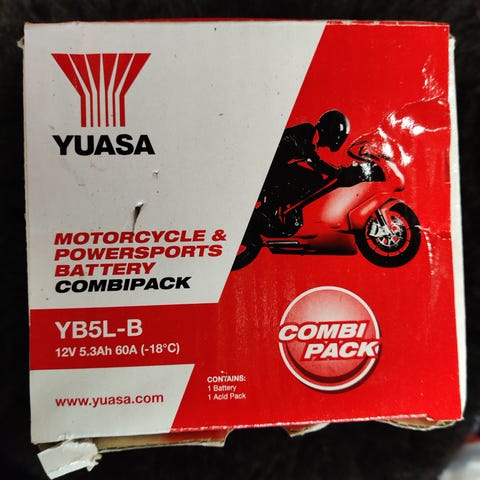 YUASA
MOTORCYCLE &
POWERSPORTS
BATTERY
COMBIPACK
YB5L-B
12V 5.3Ah 60A (-18°C)
COMBI
PACK
CONTAINS:
1 Battery
1 Acid Pack
www.yuasa.com